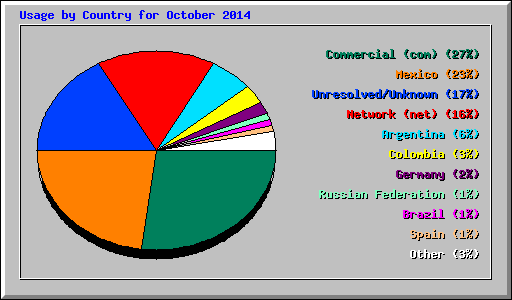 Usage by Country for October 2014
Commercial (com) (27%)
Mexico (23%)
Unresolved/Unknown (17%)
Network (net) (16%)
Argentina (6%)
Colombia (3%)
Germany (2%)
Russian Federation (1%)
Brazil (1%)
Spain (1%)
Other (3%)